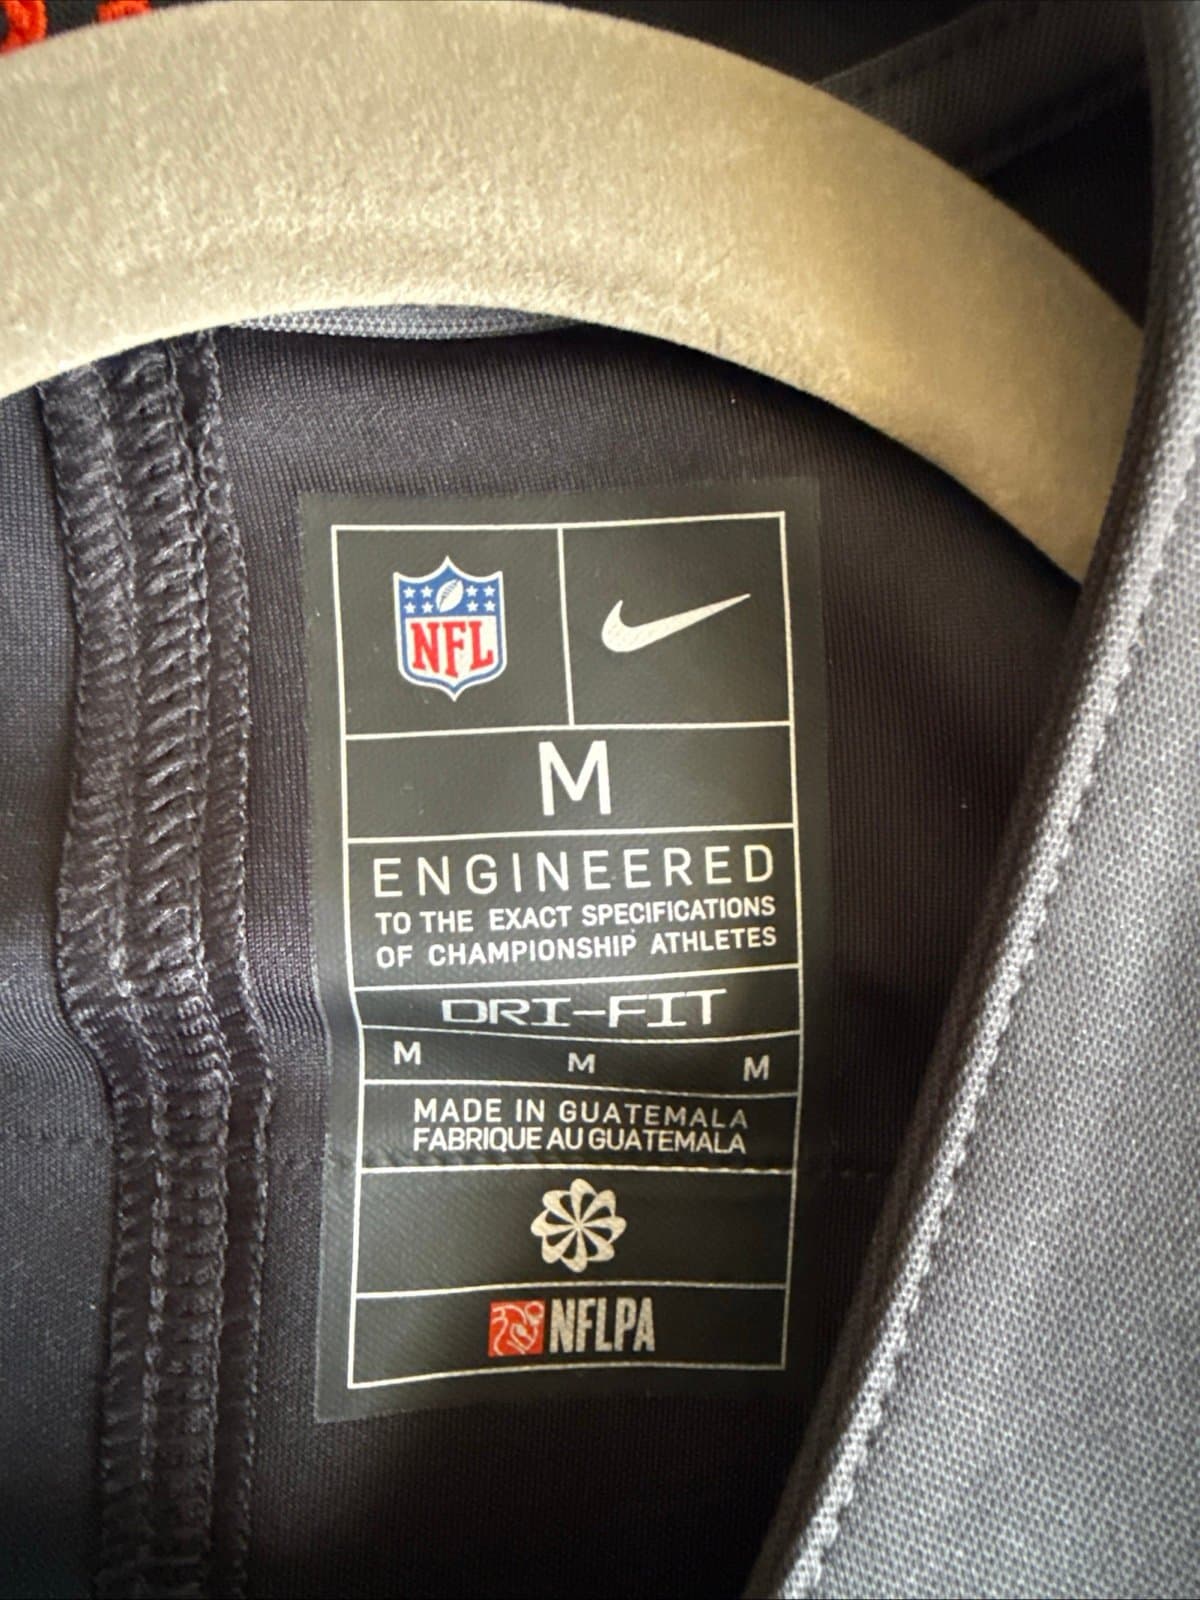 NFL
M
ENGINEERED
TO THE EXACT SPECIFICATIONS
OF CHAMPIONSHIP ATHLETES
DRI-FIT
M M M
MADE IN GUATEMALA
FABRIQUE AU GUATEMALA
NFLPA